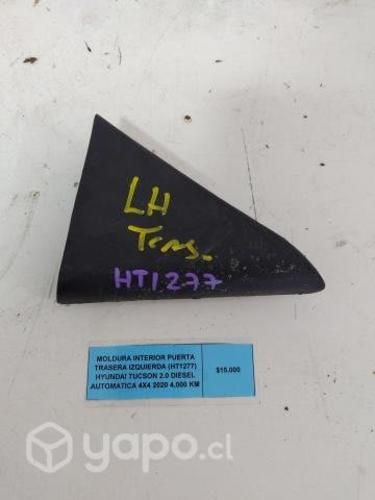 LH
Tras.
HT1277
MOLDURA INTERIOR PUERTA
TRASERA IZQUIERDA (HT1277)
HYUNDAI TUCSON 2.0 DIESEL
AUTOMATICA 4X4 2020 4.000 KM
$15.000
yapo.cl